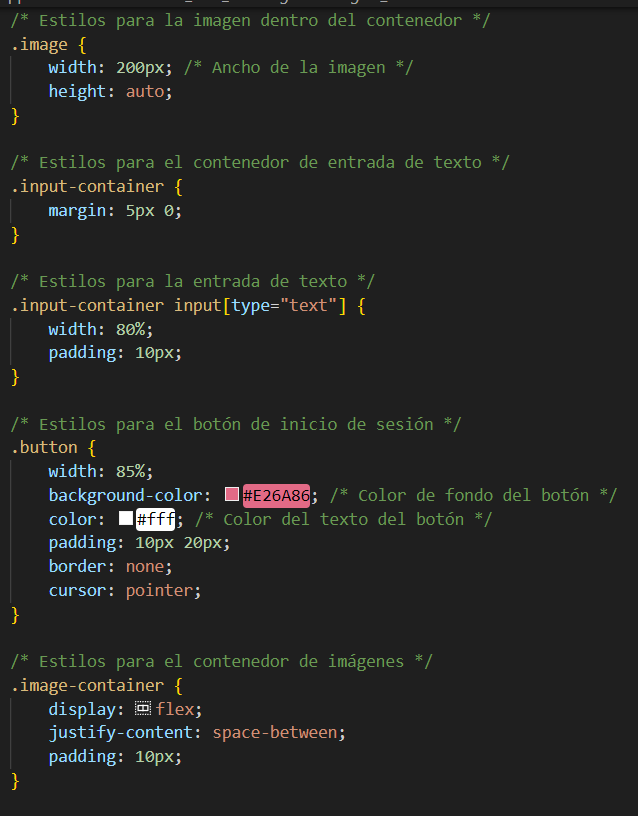 /* Estilos para la imagen dentro del contenedor */
.image {
    width: 200px; /* Ancho de la imagen */
    height: auto;
}
/* Estilos para el contenedor de entrada de texto */
.input-container {
    margin: 5px 0;
}
/* Estilos para la entrada de texto */
.input-container input[type="text"] {
    width: 80%;
    padding: 10px;
}
/* Estilos para el botón de inicio de sesión */
.button {
    width: 85%;
    background-color: #E26A86; /* Color de fondo del botón */
    color: #fff; /* Color del texto del botón */
    padding: 10px 20px;
    border: none;
    cursor: pointer;
}
/* Estilos para el contenedor de imágenes */
.image-container {
    display: flex;
    justify-content: space-between;
    padding: 10px;
}